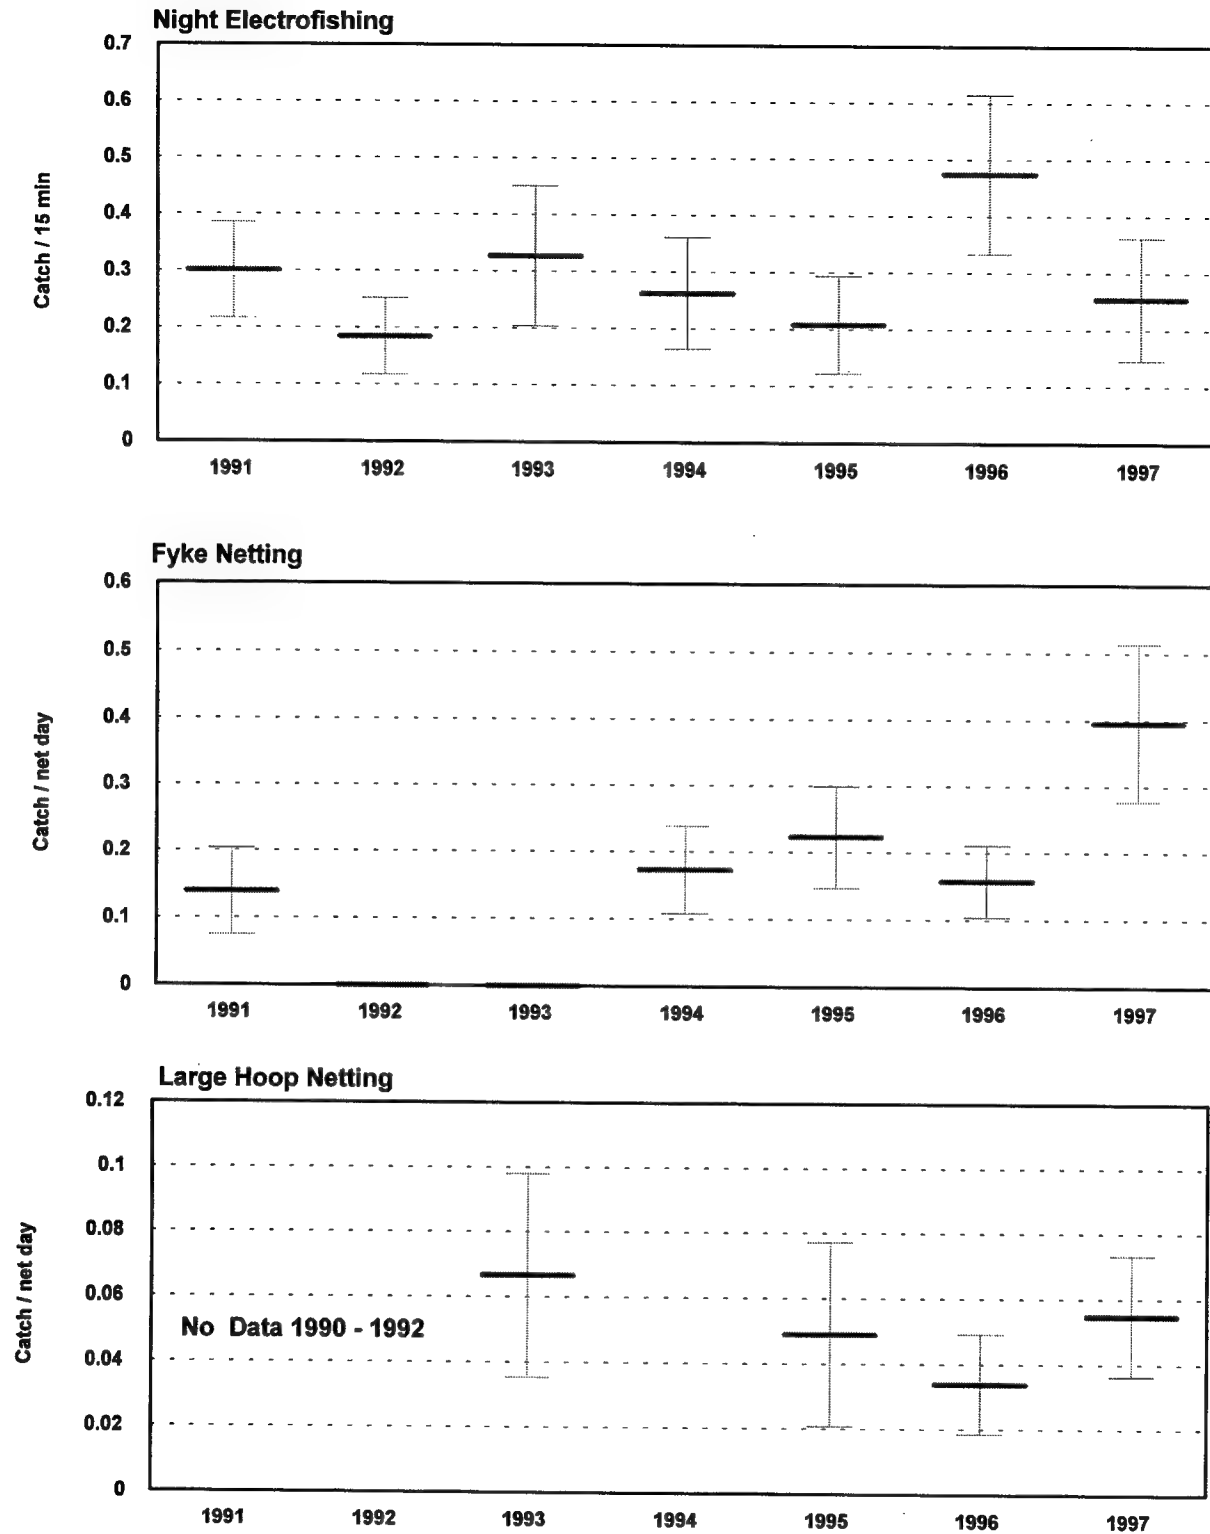 Night Electrofishing
0.7
0.6
0.5
0.4
0.3
0.2
0.1
0
Catch / 15 min
1991 1992 1993 1994 1995 1996 1997
Fyke Netting
0.6
0.5
0.4
0.3
0.2
0.1
0
Catch / net day
1991 1992 1993 1994 1995 1996 1997
Large Hoop Netting
0.12
0.1
0.08
0.06
0.04
0.02
0
Catch / net day
No Data 1990 - 1992
1991 1992 1993 1994 1995 1996 1997